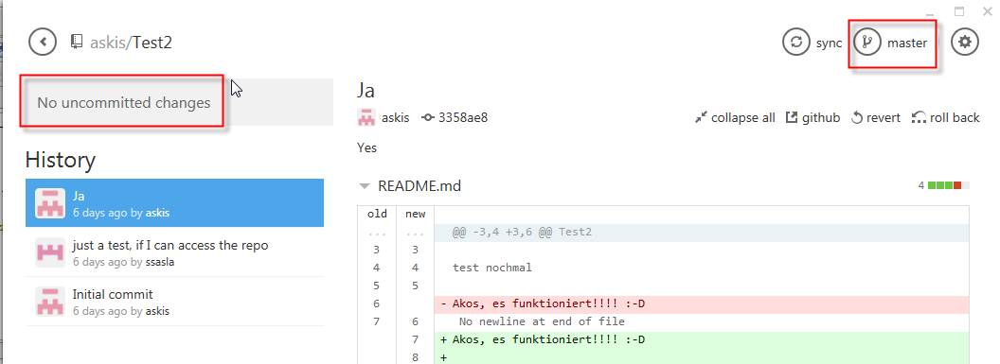 askis/Test2
sync
master
No uncommitted changes
History
Ja
6 days ago by askis
just a test, if I can access the repo
6 days ago by ssasla
Initial commit
6 days ago by askis
Ja
askis 3358ae8
collapse all github revert roll back
Yes
README.md 4
old new
... ... @@ -3,4 +3,6 @@ Test2
3 3
4 4 test nochmal
5 5
6 - Akos, es funktioniert!!!! :-D
7 6 No newline at end of file
7 + Akos, es funktioniert!!!! :-D
8 +